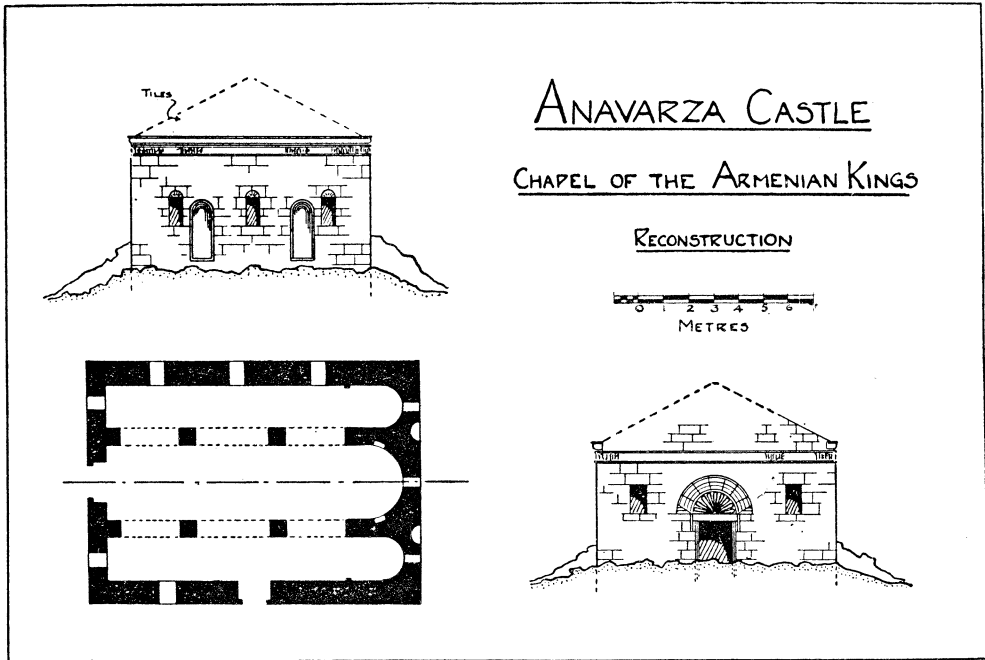 TILES
ANAVARZA CASTLE
CHAPEL OF THE ARMENIAN KINGS
RECONSTRUCTION
0 1 2 3 4 5 6
METRES